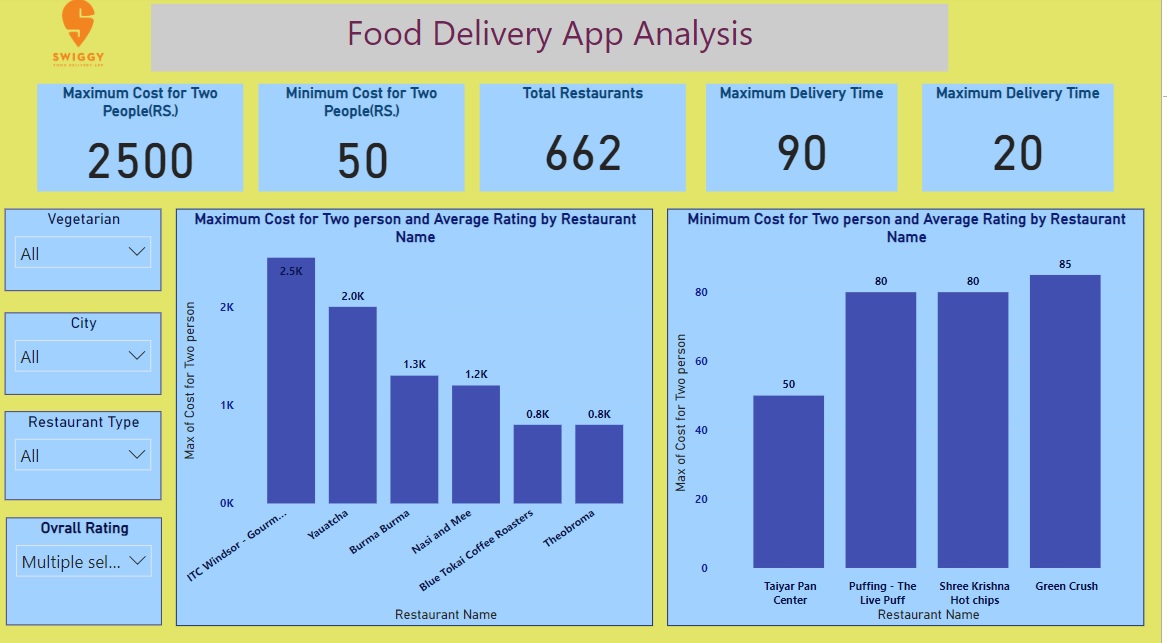 SWIGGY
Food Delivery App Analysis
Maximum Cost for Two
People(RS.)
2500
Minimum Cost for Two
People(RS.)
50
Total Restaurants
662
Maximum Delivery Time
90
Maximum Delivery Time
20
Vegetarian
All
City
All
Restaurant Type
All
Ovrall Rating
Multiple sel...
Maximum Cost for Two person and Average Rating by Restaurant
Name
Max of Cost for Two person
2K
1K
0K
2.5K
2.0K
1.3K
1.2K
0.8K
0.8K
ITC Windsor - Gourm...
Yauatcha
Burma Burma
Nasi and Mee
Blue Tokai Coffee Roasters
Theobroma
Restaurant Name
Minimum Cost for Two person and Average Rating by Restaurant
Name
Max of Cost for Two person
80
60
40
20
0
50
80
80
85
Taiyar Pan
Center
Puffing - The
Live Puff
Shree Krishna
Hot chips
Green Crush
Restaurant Name